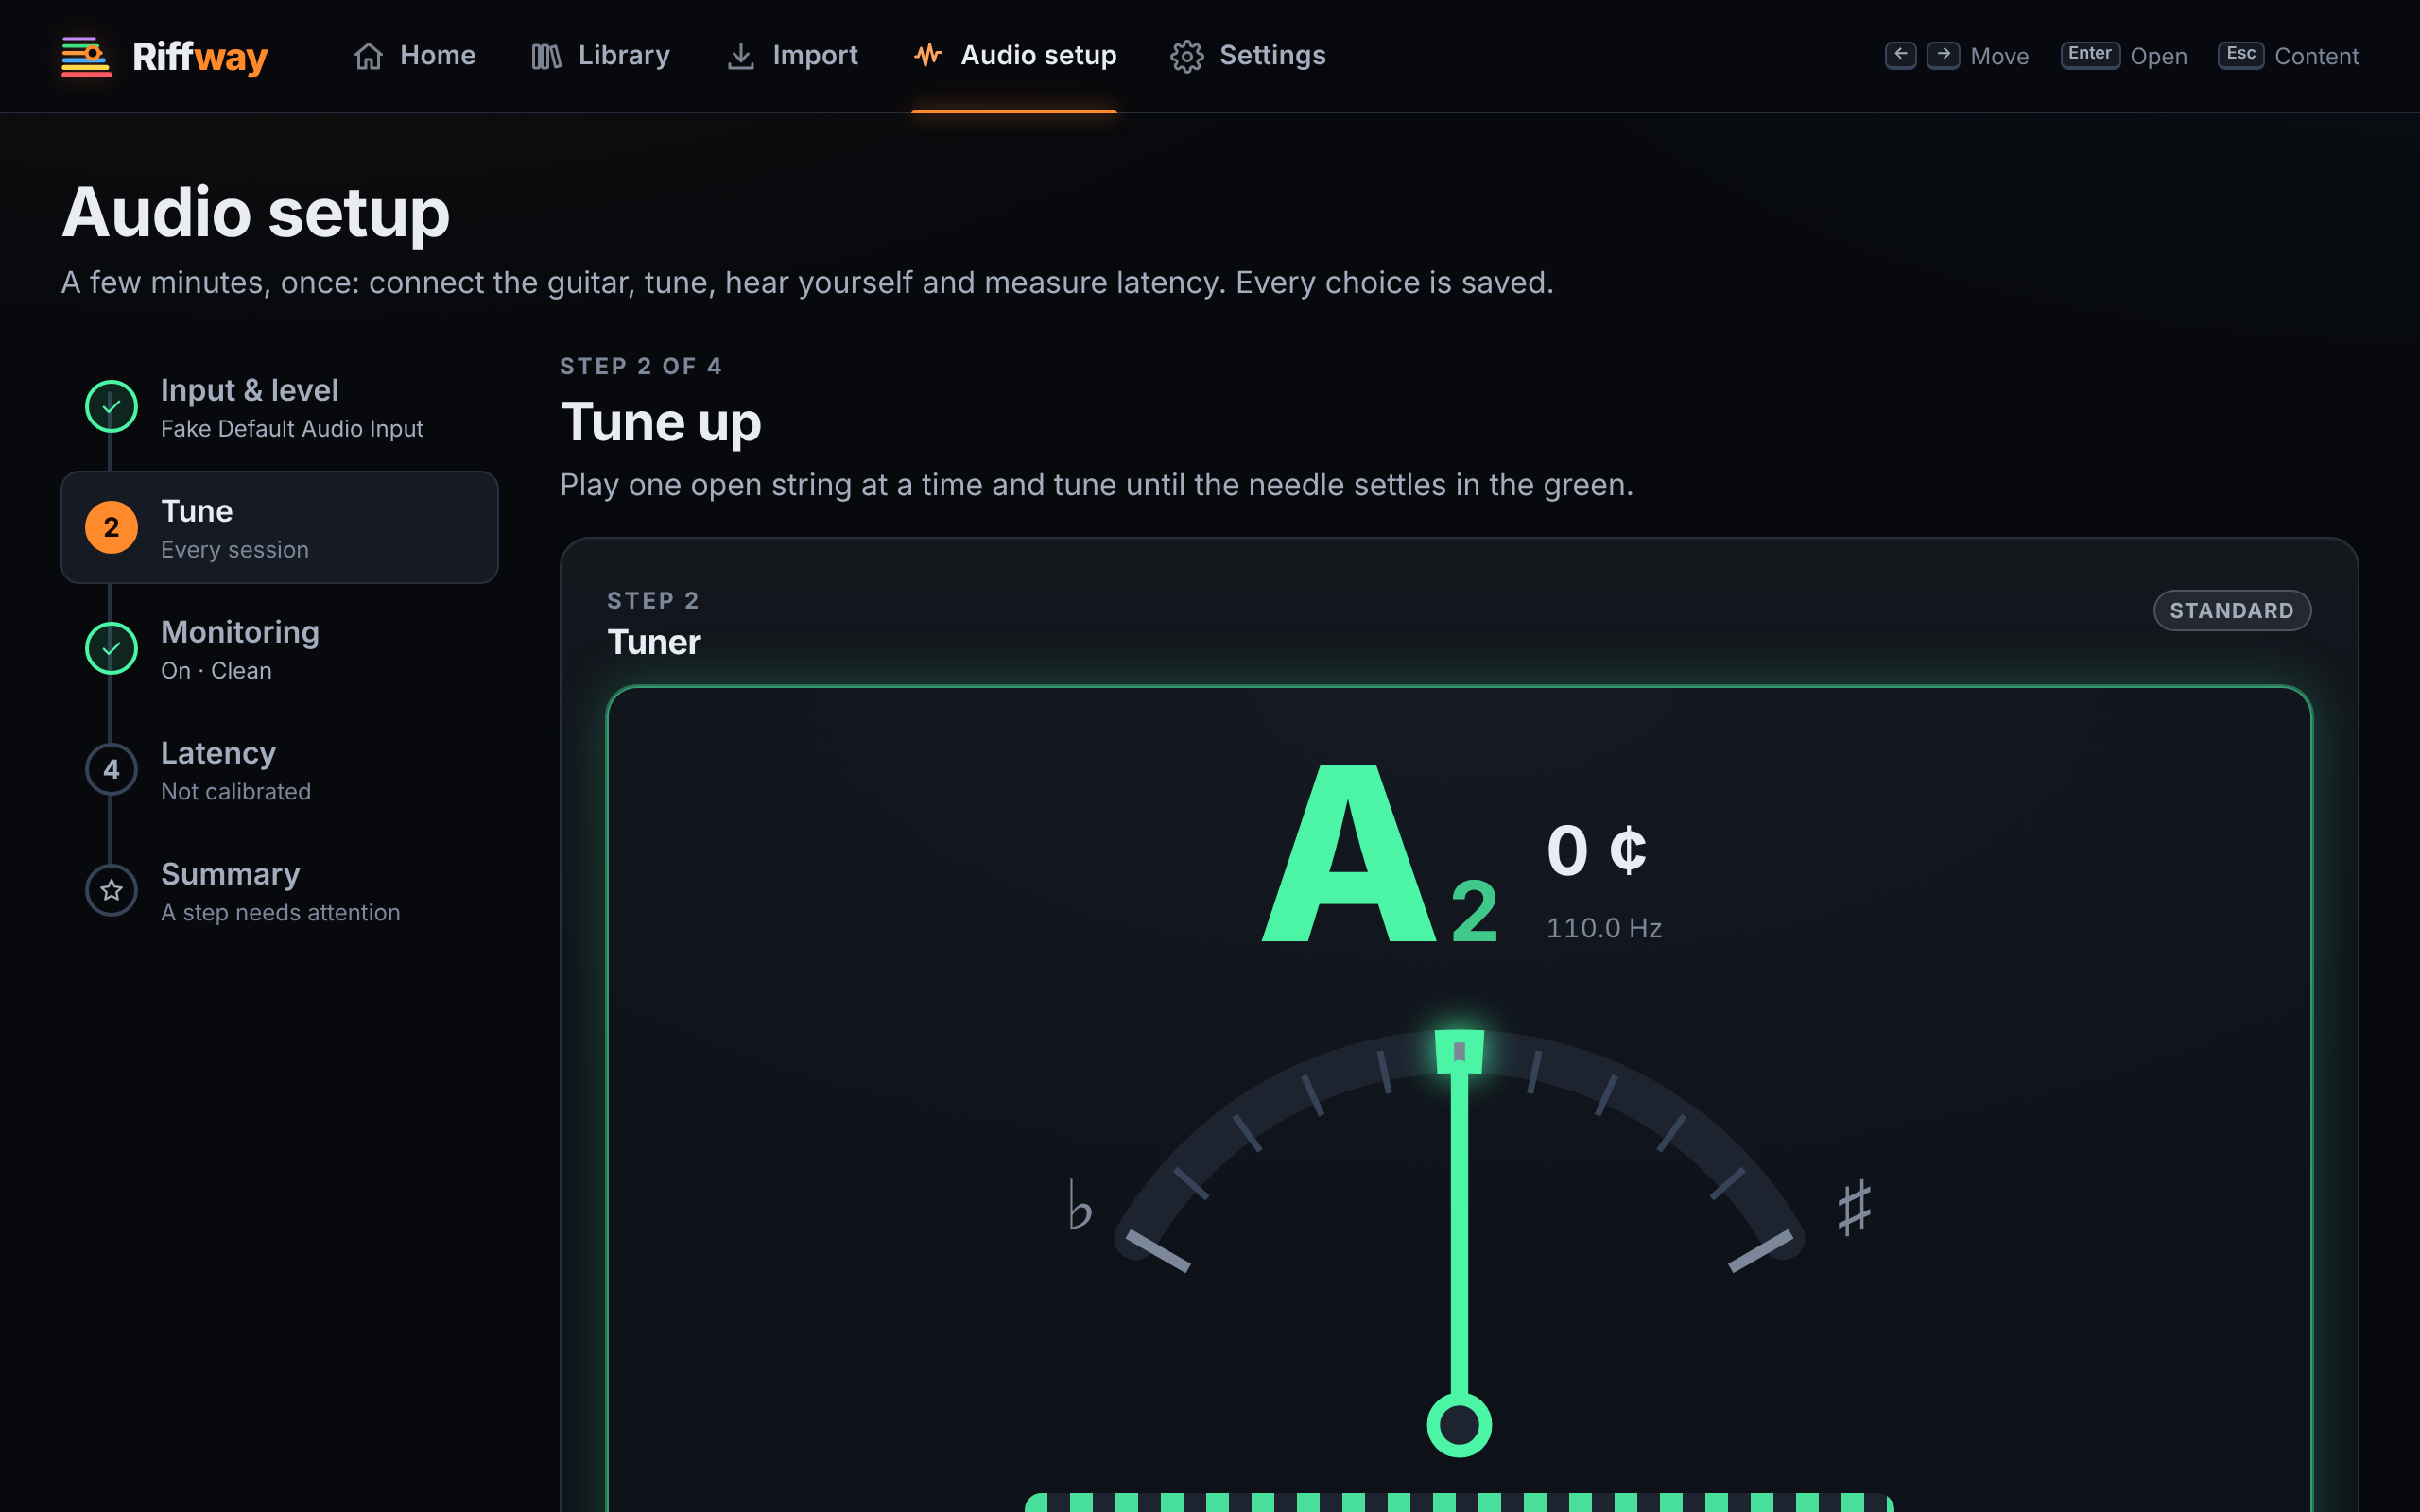 Riffway Home Library Import Audio setup Settings ← → Move Enter Open Esc Content
Audio setup
A few minutes, once: connect the guitar, tune, hear yourself and measure latency. Every choice is saved.
Input & level
Fake Default Audio Input
2 Tune
Every session
Monitoring
On · Clean
4 Latency
Not calibrated
Summary
A step needs attention
STEP 2 OF 4
Tune up
Play one open string at a time and tune until the needle settles in the green.
STEP 2
Tuner
STANDARD
A2
0 ¢
110.0 Hz
♭ ♯